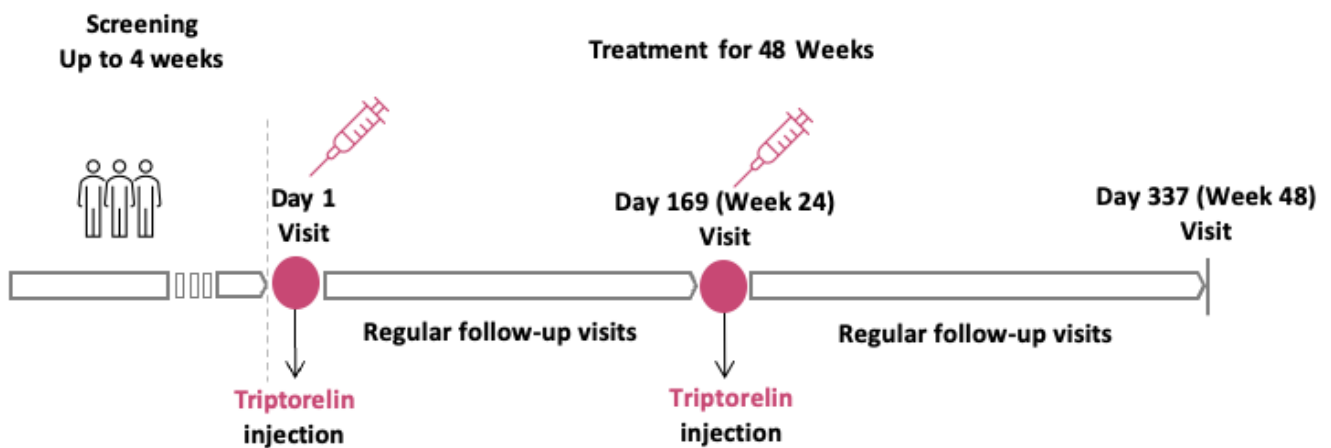 Screening
Up to 4 weeks
Treatment for 48 Weeks
Day 1
Visit
Day 169 (Week 24)
Visit
Day 337 (Week 48)
Visit
Regular follow-up visits
Regular follow-up visits
Triptorelin
injection
Triptorelin
injection